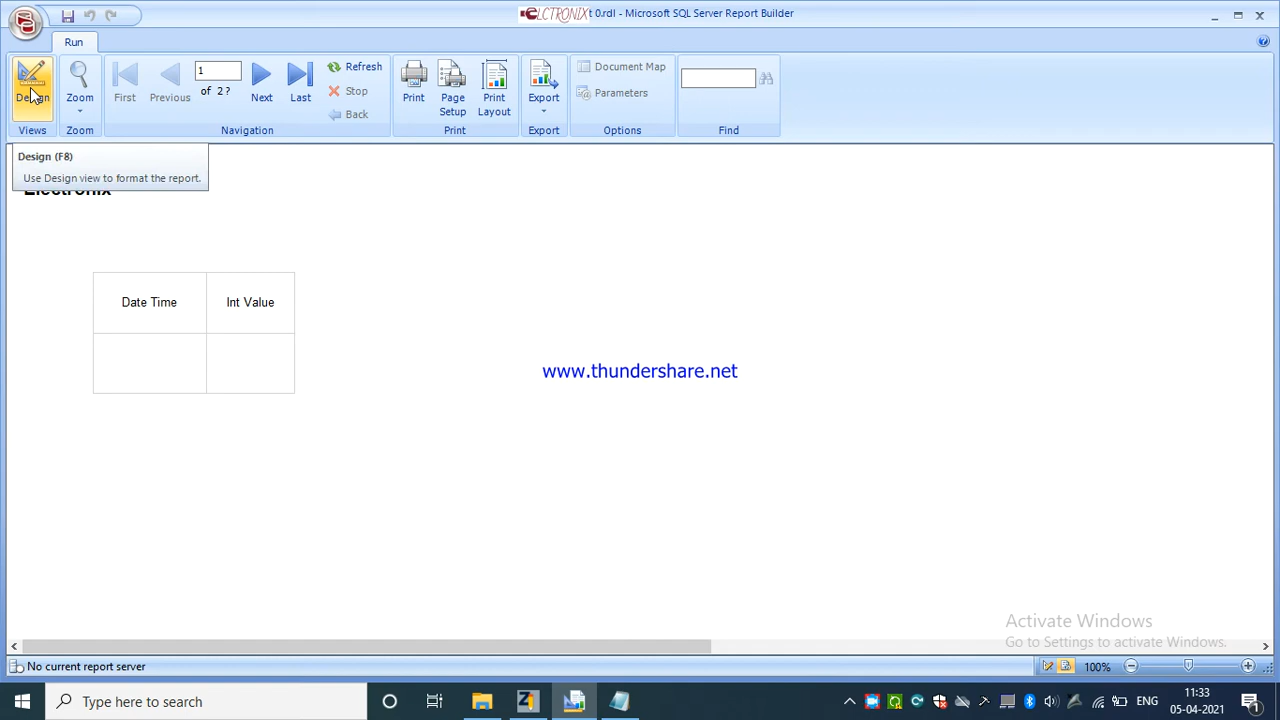 ELCTRONIX
t 0.rdl - Microsoft SQL Server Report Builder
Run
Design
Views
Zoom
Zoom
First
Previous
1
of 2?
Next
Last
Navigation
Refresh
Stop
Back
Print
Page Setup
Print Layout
Print
Export
Export
Document Map
Parameters
Options
Find
Design (F8)
Use Design view to format the report.
Electronix
Date Time
Int Value
www.thundershare.net
Activate Windows
Go to Settings to activate Windows.
No current report server
100%
Type here to search
ENG
11:33
05-04-2021
1